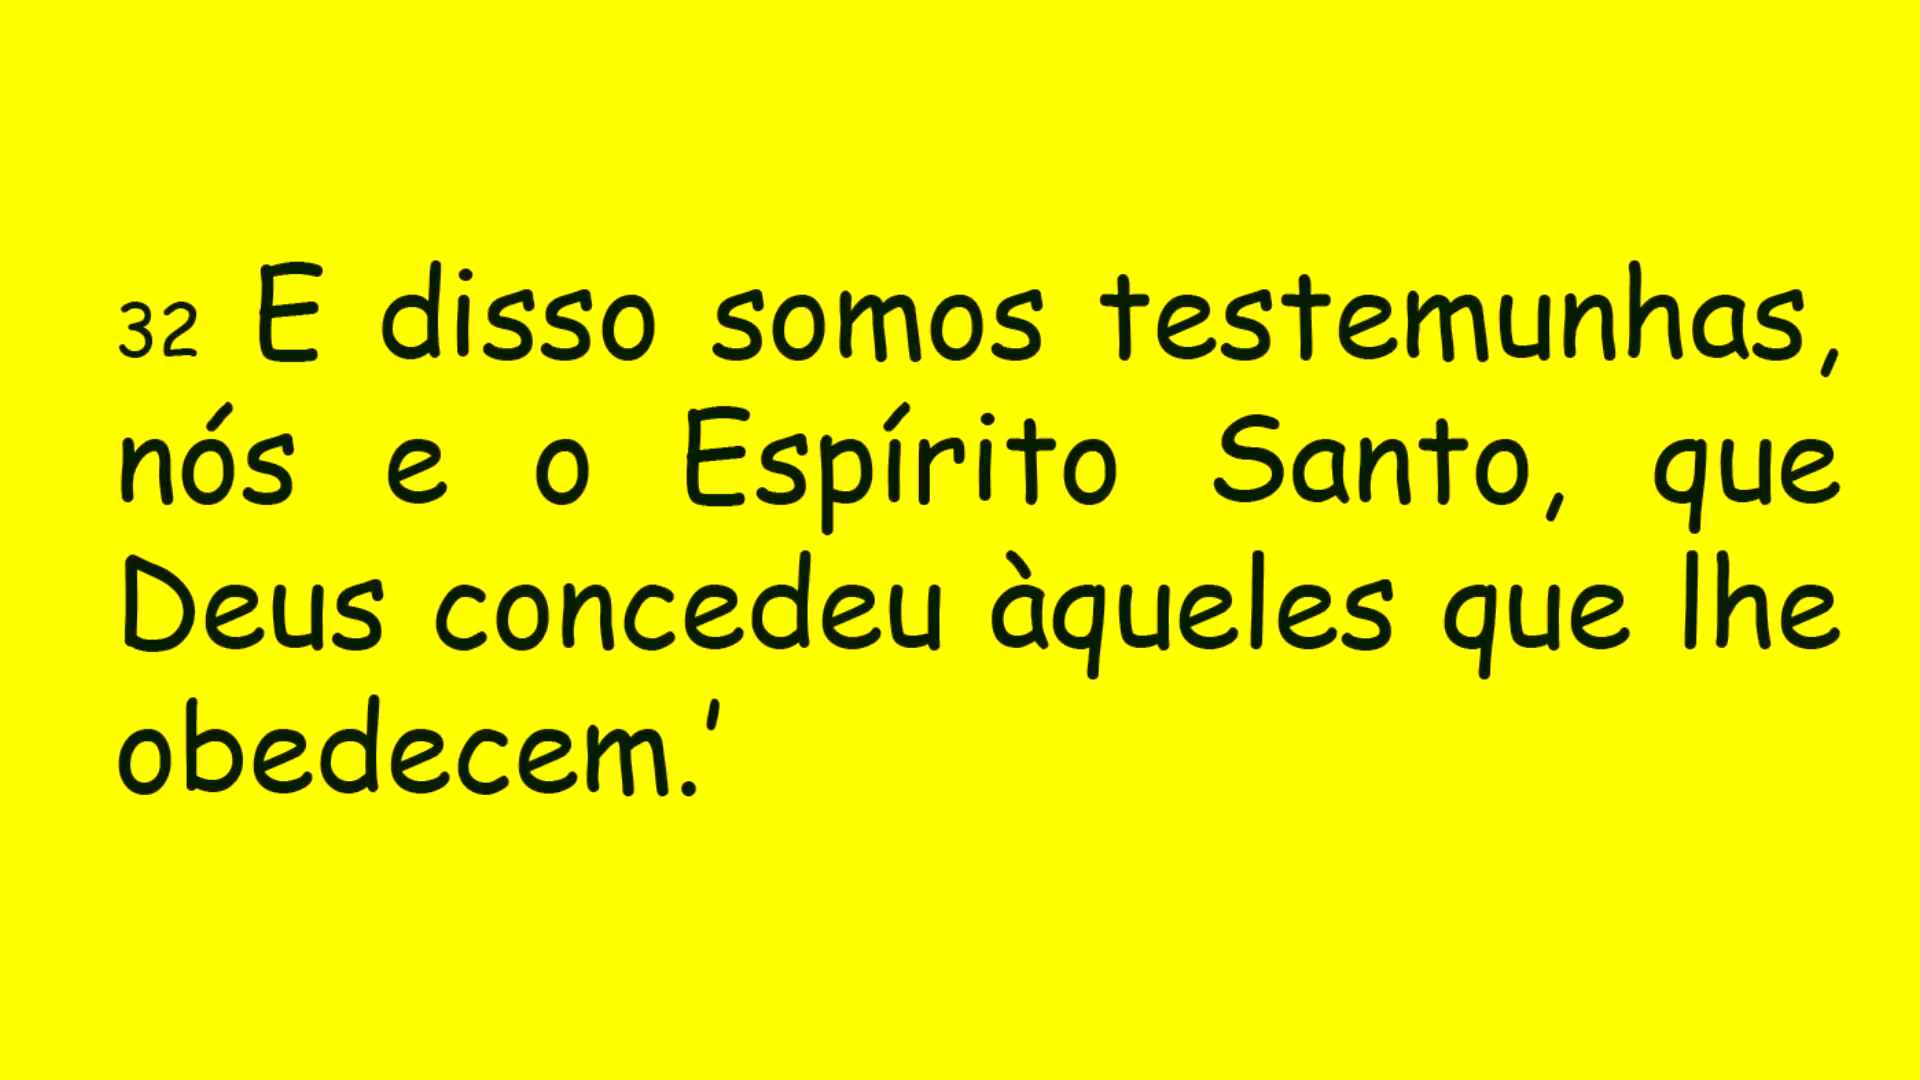 32 E disso somos testemunhas,
nós e o Espírito Santo, que
Deus concedeu àqueles que lhe
obedecem.’